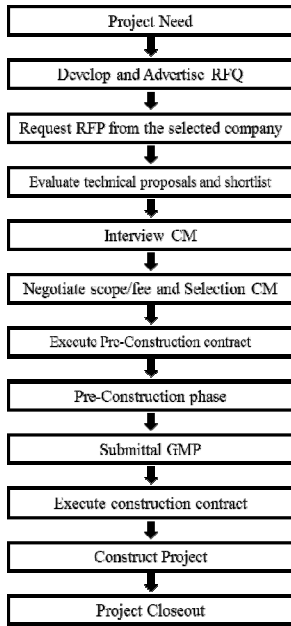 Project Need
Develop and Advertise RFQ
Request RFP from the selected company
Evaluate technical proposals and shortlist
Interview CM
Negotiate scope/fee and Selection CM
Execute Pre-Construction contract
Pre-Construction phase
Submittal GMP
Execute construction contract
Construct Project
Project Closeout